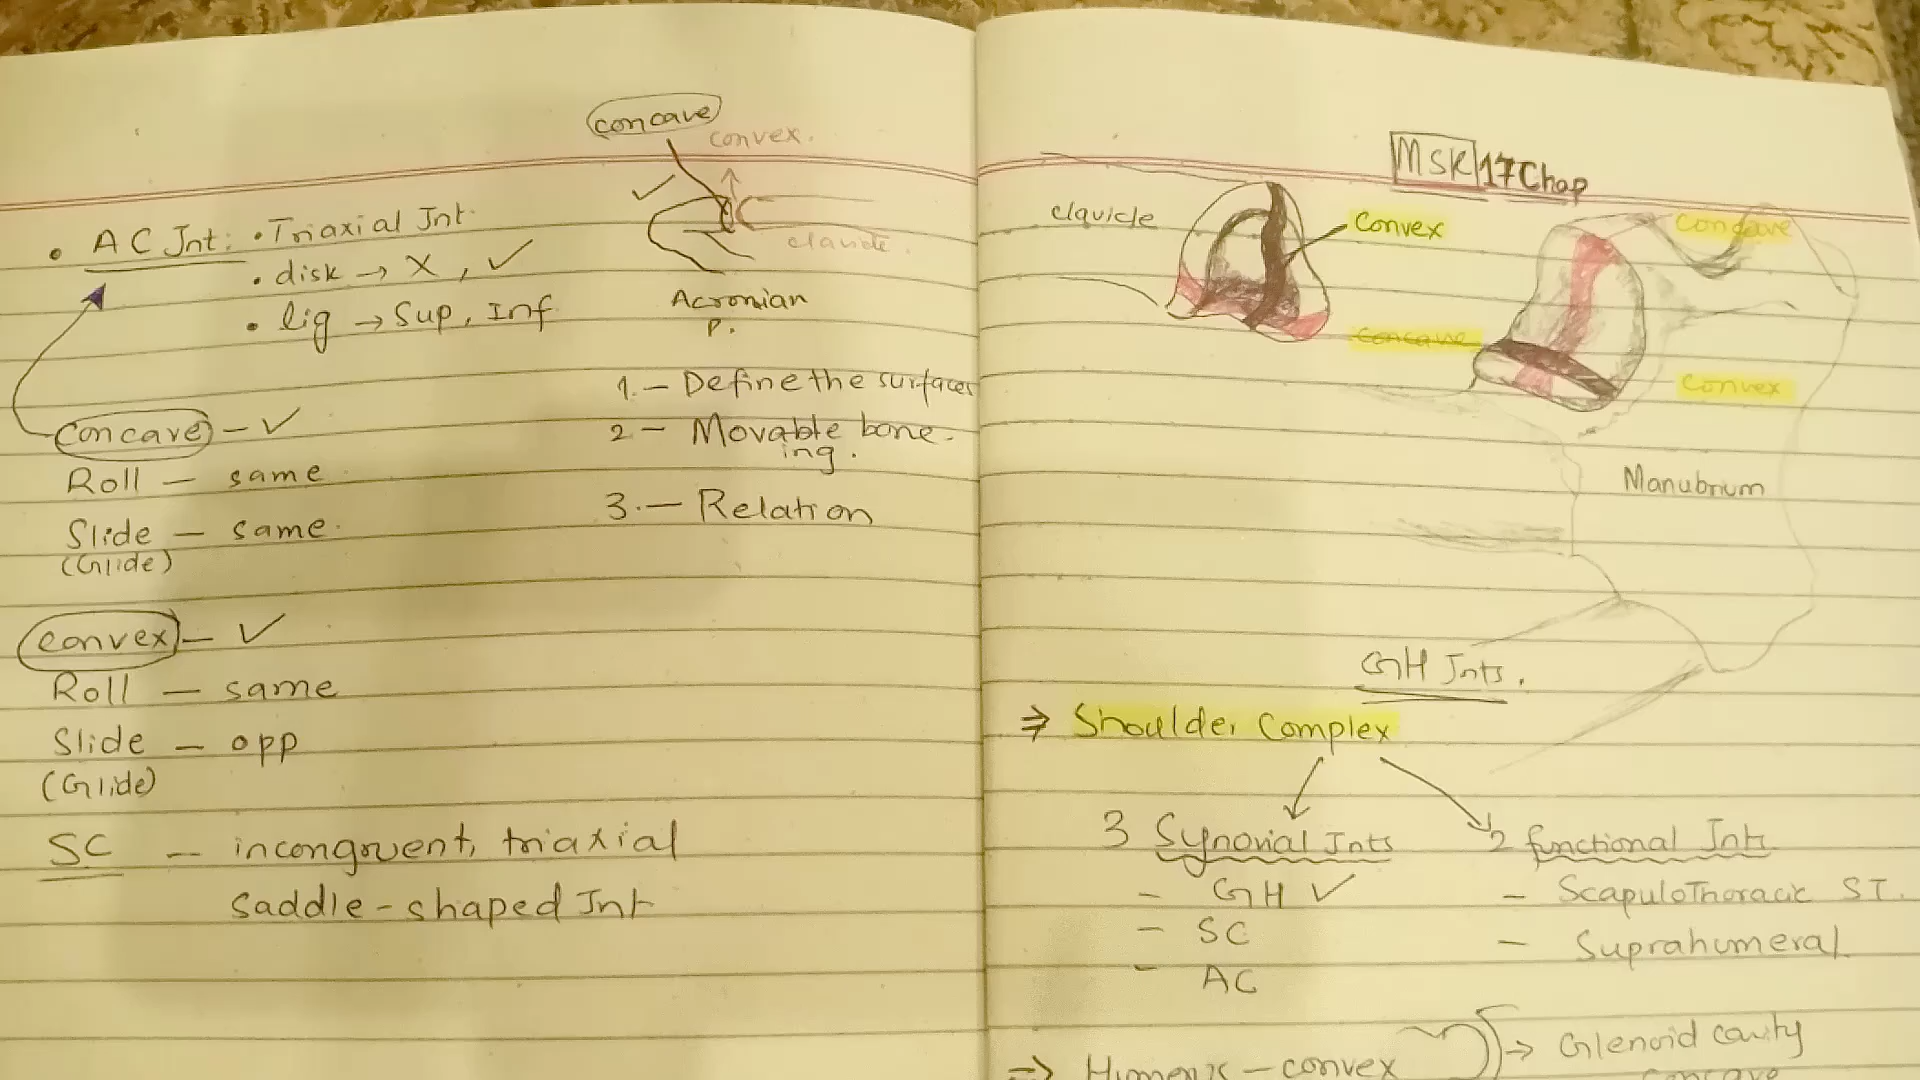 concave
convex.
• AC Jnt: • Triaxial Jnt.
• disk → X, ✓
• lig → Sup, Inf
clavicle.
Acromian
P.
1. – Define the surfaces
2 – Movable bone.
ing.
3. – Relation
concave – ✓
Roll – same
Slide – same.
(Glide)
convex – ✓
Roll – same
Slide – opp
(Glide)
SC – incongruent, triaxial
saddle-shaped Jnt
MSK 17 Chap
clavicle
Convex
Concave
concave
Convex
Manubrium
GH Jnts.
⇒ Shoulder Complex
3 Synovial Jnts
– GH ✓
– SC
– AC
2 functional Jnts
– ScapuloThoracic ST.
– Suprahumeral
⇒ Humerus – convex
→ Glenoid cavity
concave